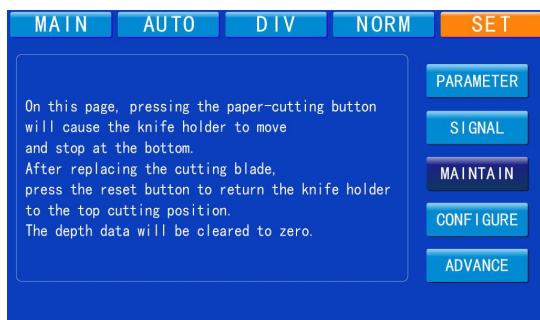 MAIN AUTO DIV NORM SET
On this page, pressing the paper-cutting button
will cause the knife holder to move
and stop at the bottom.
After replacing the cutting blade,
press the reset button to return the knife holder
to the top cutting position.
The depth data will be cleared to zero.
PARAMETER
SIGNAL
MAINTAIN
CONFIGURE
ADVANCE